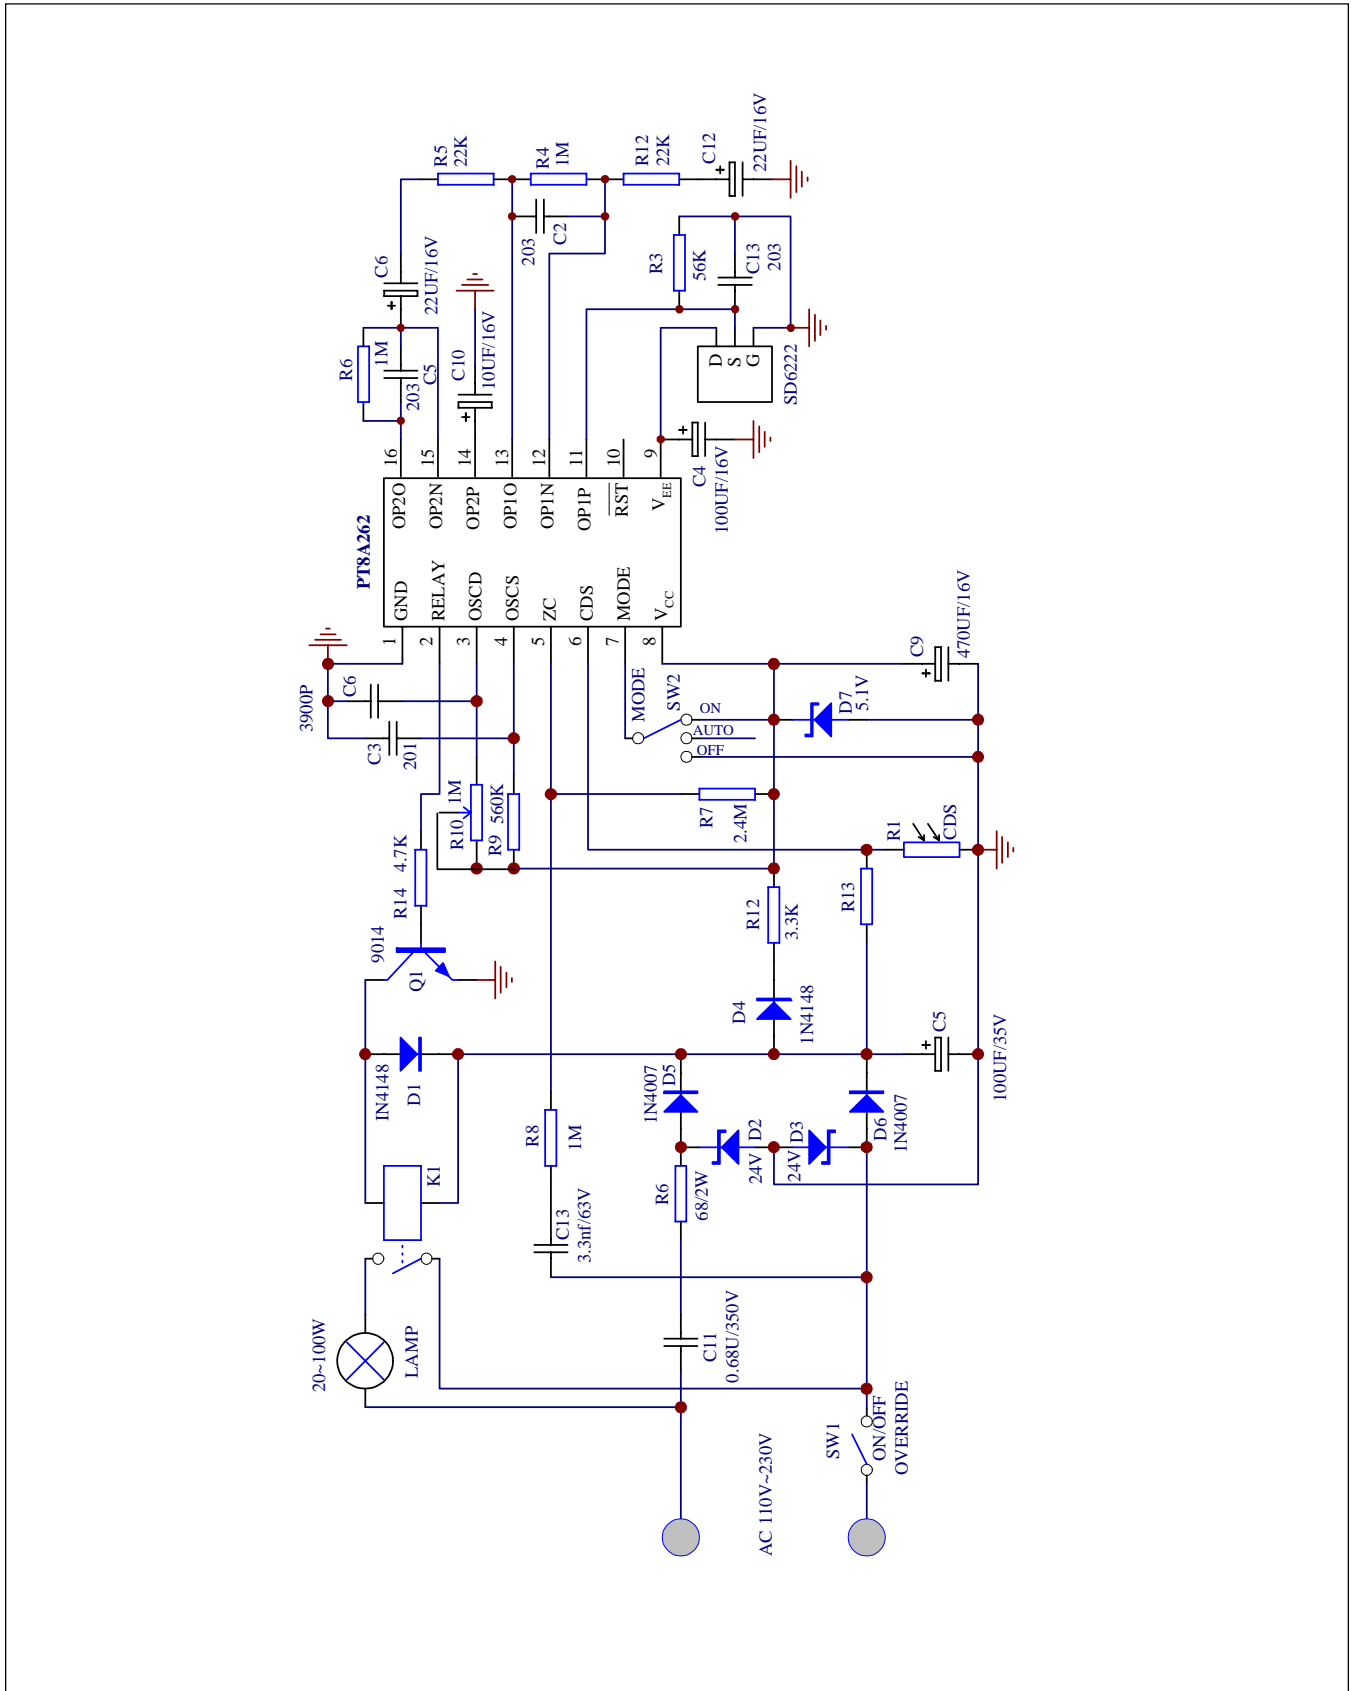 R5
22K
R4
1M
R12
22K
C12
+
22UF/16V
C6
+
22UF/16V
203
C2
R3
56K
C13
203
R6
1M
203
C5
C10
+
10UF/16V
D
S
G
SD6222
C4
+
100UF/16V
PT8A262
16
15
14
13
12
11
10
9
OP2O
OP2N
OP2P
OP1O
OP1N
OP1P
RST
VEE
GND
RELAY
OSCD
OSCS
ZC
CDS
MODE
VCC
1
2
3
4
5
6
7
8
3900P
C6
C3
201
MODE
SW2
ON
AUTO
OFF
D7
5.1V
C9
+
470UF/16V
R10
1M
R9
560K
R7
2.4M
R1
CDS
R14
4.7K
9014
Q1
R12
3.3K
R13
D4
1N4148
C5
+
100UF/35V
IN4148
D1
K1
R8
1M
C13
3.3nf/63V
1N4007
D5
D2
24V
D3
24V
D6
1N4007
R6
68/2W
20~100W
LAMP
C11
0.68U/350V
AC 110V~230V
SW1
ON/OFF
OVERRIDE